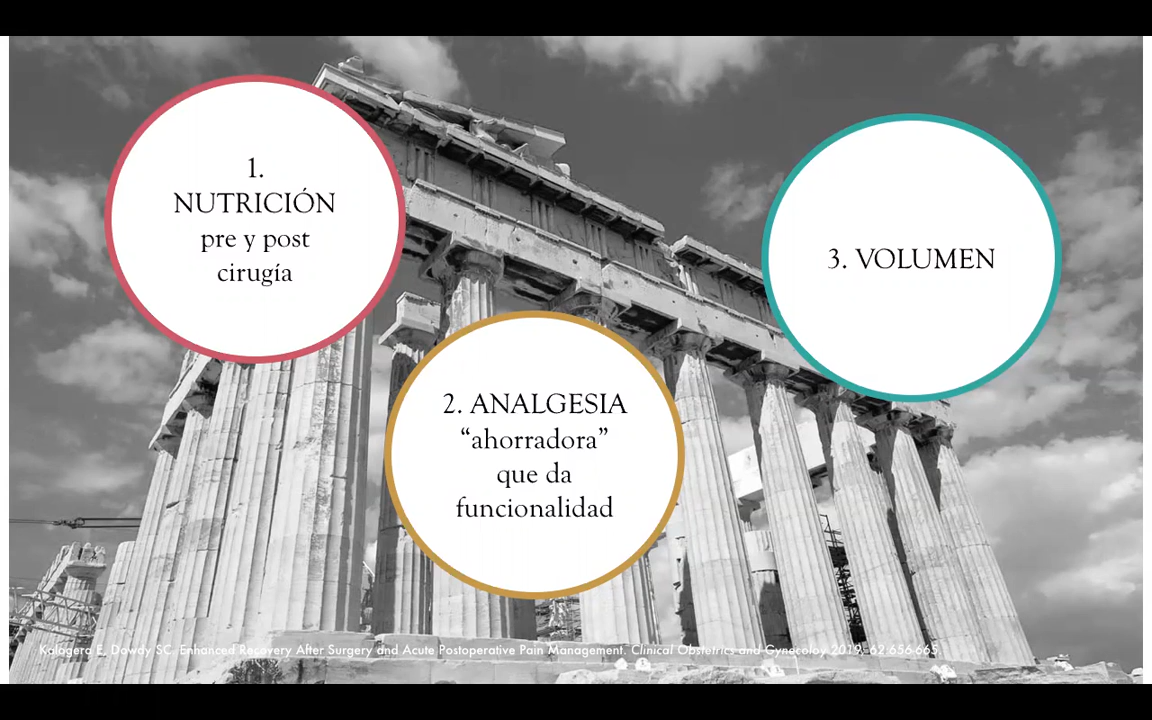 1.
NUTRICIÓN
pre y post
cirugía
2. ANALGESIA
“ahorradora”
que da
funcionalidad
3. VOLUMEN
Kalogera E, Dowdy SC. Enhanced Recovery After Surgery and Acute Postoperative Pain Management. Clinical Obstetrics and Gynecoloy 2019; 62:656-665.